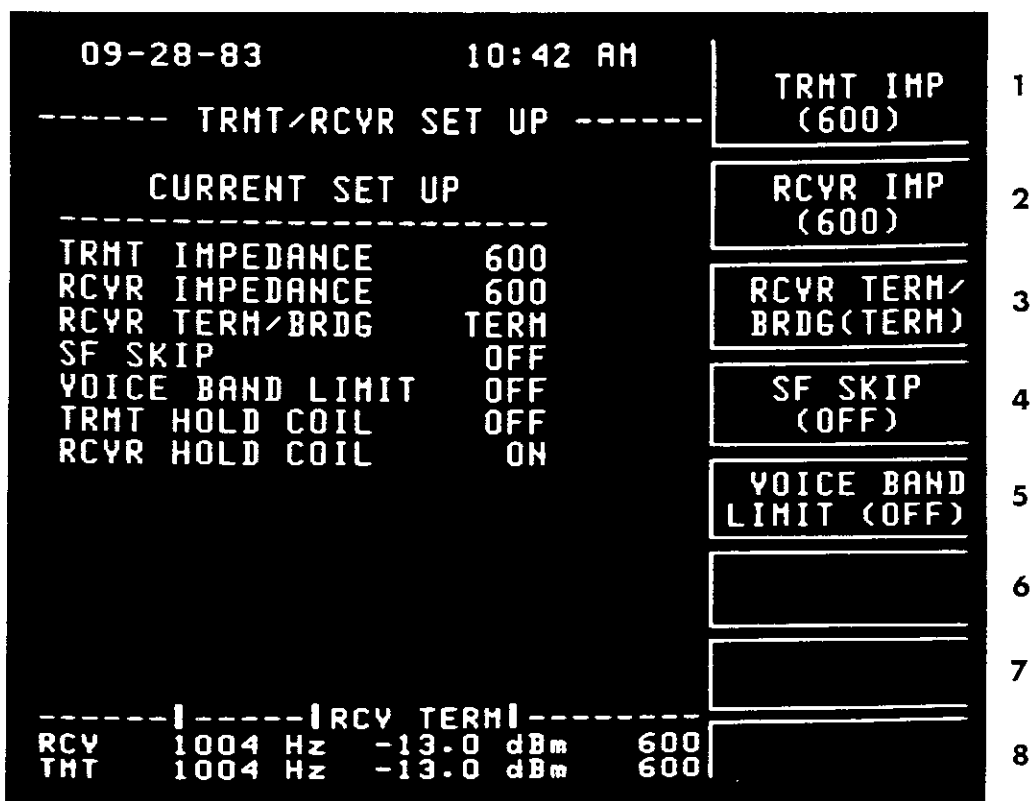 09-28-83 10:42 AM
------ TRMT/RCVR SET UP ------
CURRENT SET UP
-----------------------
TRMT IMPEDANCE 600
RCVR IMPEDANCE 600
RCVR TERM/BRDG TERM
SF SKIP OFF
VOICE BAND LIMIT OFF
TRMT HOLD COIL OFF
RCVR HOLD COIL ON
------|-----|RCV TERM|--------
RCV 1004 Hz -13.0 dBm 600
TMT 1004 Hz -13.0 dBm 600
TRMT IMP
(600)
1
RCVR IMP
(600)
2
RCVR TERM/
BRDG(TERM)
3
SF SKIP
(OFF)
4
VOICE BAND
LIMIT (OFF)
5
6
7
8